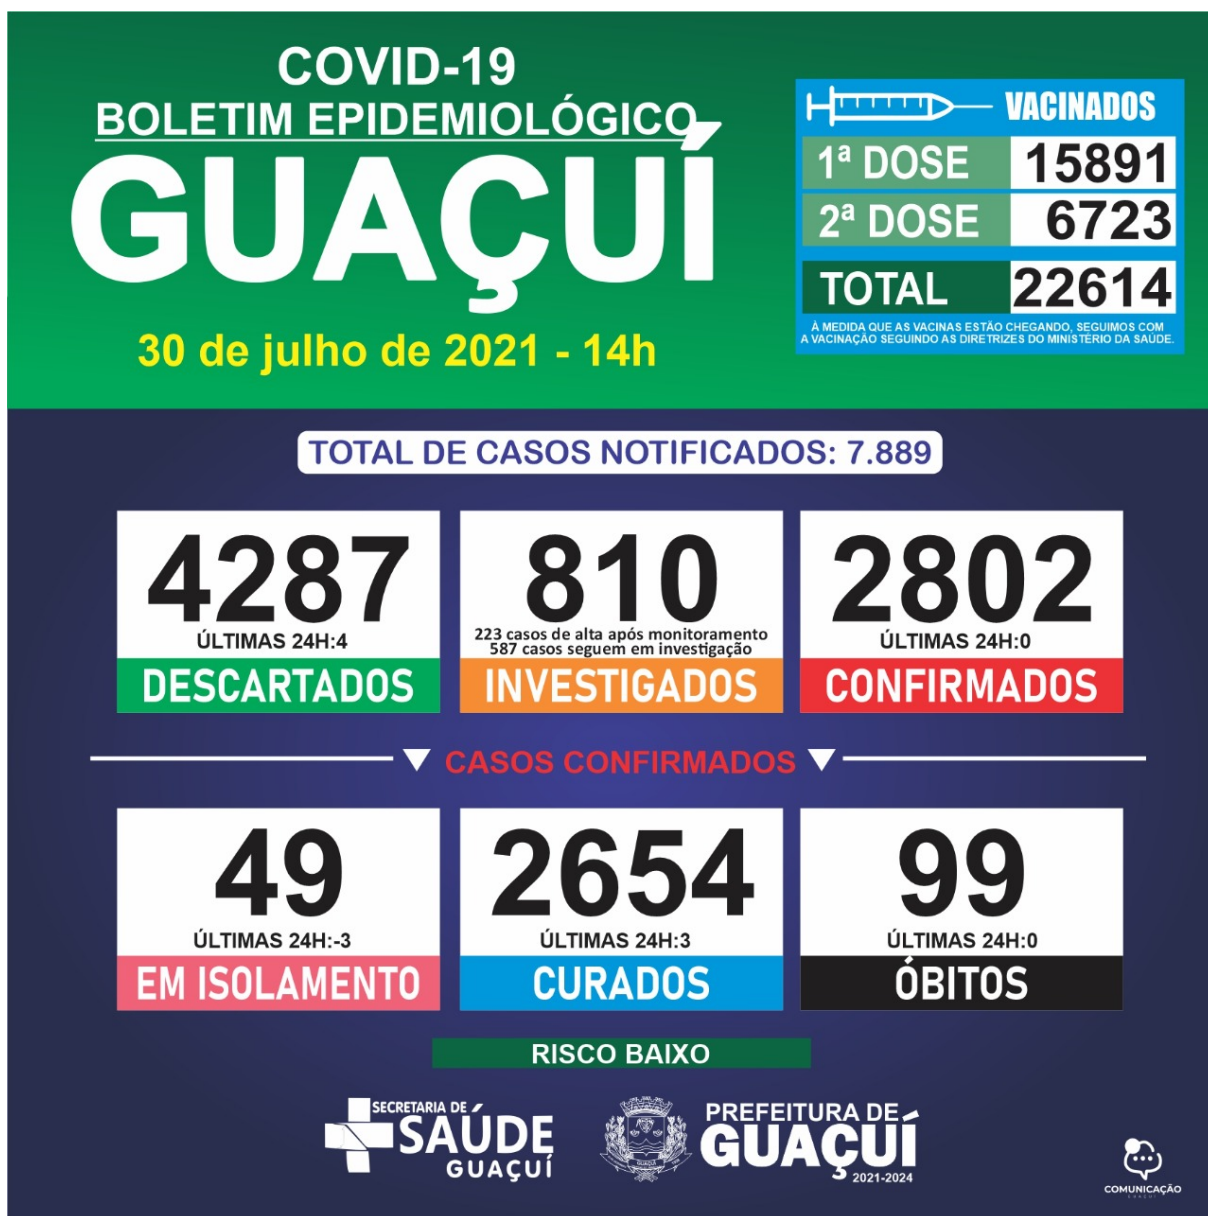 COVID-19
BOLETIM EPIDEMIOLÓGICO
GUAÇUÍ
30 de julho de 2021 - 14h
VACINADOS
1ª DOSE 15891
2ª DOSE 6723
TOTAL 22614
À MEDIDA QUE AS VACINAS ESTÃO CHEGANDO, SEGUIMOS COM
A VACINAÇÃO SEGUINDO AS DIRETRIZES DO MINISTÉRIO DA SAÚDE.
TOTAL DE CASOS NOTIFICADOS: 7.889
4287
ÚLTIMAS 24H:4
DESCARTADOS
810
223 casos de alta após monitoramento
587 casos seguem em investigação
INVESTIGADOS
2802
ÚLTIMAS 24H:0
CONFIRMADOS
CASOS CONFIRMADOS
49
ÚLTIMAS 24H:-3
EM ISOLAMENTO
2654
ÚLTIMAS 24H:3
CURADOS
99
ÚLTIMAS 24H:0
ÓBITOS
RISCO BAIXO
SECRETARIA DE
SAÚDE
GUAÇUÍ
PREFEITURA DE
GUAÇUÍ
2021-2024
COMUNICAÇÃO
GUAÇUÍ